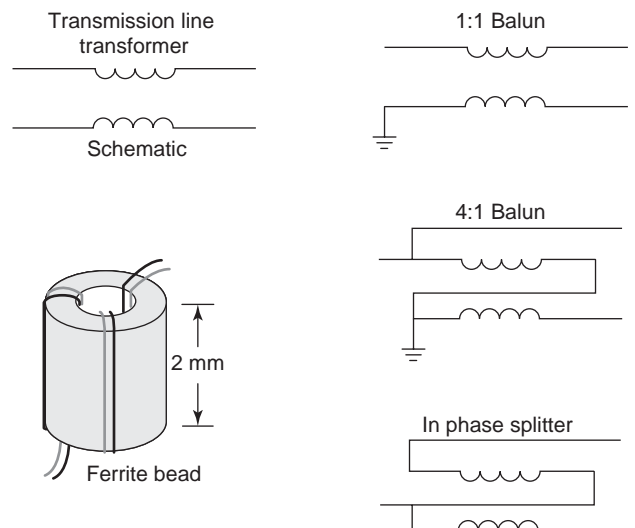 Transmission line
transformer
Schematic
2 mm
Ferrite bead
1:1 Balun
4:1 Balun
In phase splitter